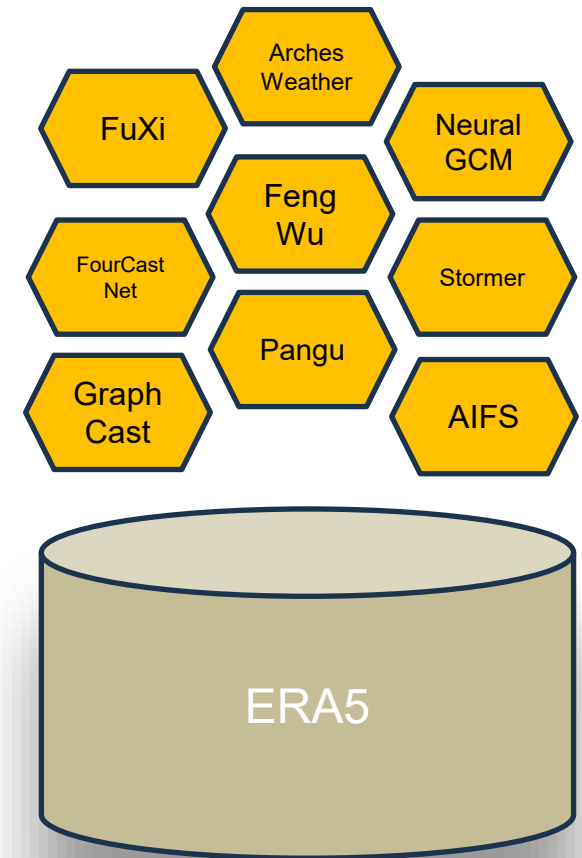 Arches
Weather
FuXi
Neural
GCM
Feng
Wu
FourCast
Net
Stormer
Pangu
Graph
Cast
AIFS
ERA5